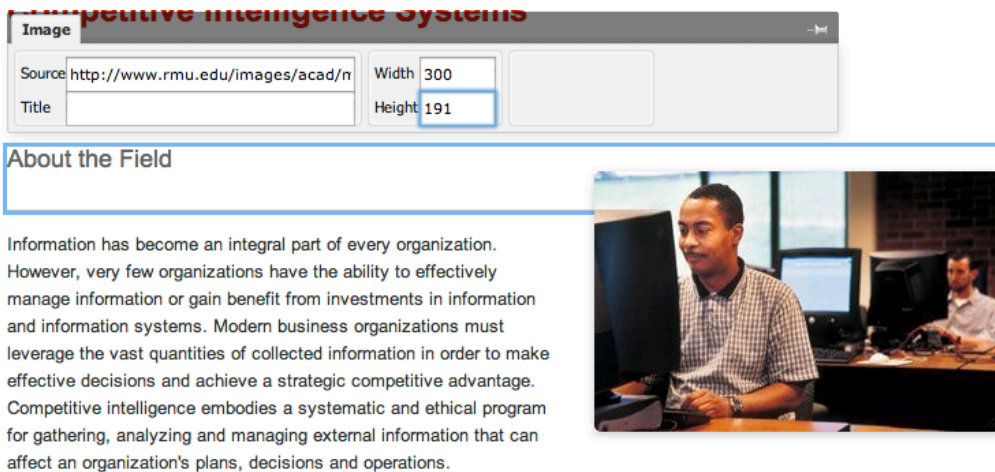 Competitive Intelligence Systems
Image
Source http://www.rmu.edu/images/acad/m Width 300
Title Height 191
About the Field
Information has become an integral part of every organization.
However, very few organizations have the ability to effectively
manage information or gain benefit from investments in information
and information systems. Modern business organizations must
leverage the vast quantities of collected information in order to make
effective decisions and achieve a strategic competitive advantage.
Competitive intelligence embodies a systematic and ethical program
for gathering, analyzing and managing external information that can
affect an organization's plans, decisions and operations.